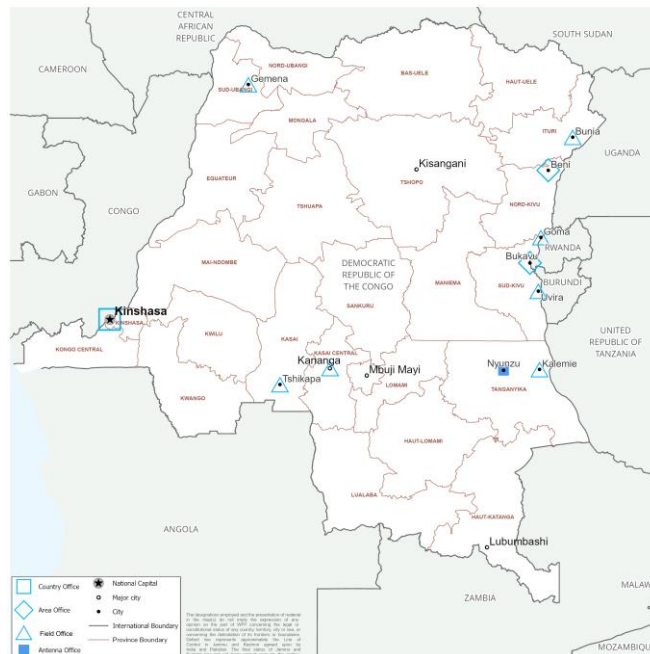 CENTRAL
AFRICAN
REPUBLIC
SOUTH SUDAN
CAMEROON
NORD-UBANGI
BAS-UELE
HAUT-UELE
Gemena
SUD-UBANGI
MONGALA
ITURI
Bunia
UGANDA
Kisangani
Beni
GABON
CONGO
EQUATEUR
TSHOPO
TSHUAPA
NORD-KIVU
Goma
RWANDA
MAI-NDOMBE
DEMOCRATIC
REPUBLIC OF
THE CONGO
Bukavu
MANIEMA
SUD-KIVU
BURUNDI
Uvira
SANKURU
Kinshasa
KINSHASA
UNITED
REPUBLIC OF
TANZANIA
KWILU
KASAI
KONGO CENTRAL
KASAI CENTRAL
Kananga
Mbuji Mayi
Nyunzu
Kalemie
Tshikapa
LOMAMI
TANGANYIKA
KWANGO
HAUT-LOMAMI
LUALABA
HAUT-KATANGA
ANGOLA
Lubumbashi
ZAMBIA
MALAW
MOZAMBIQU
Country Office
Area Office
Field Office
Antenna Office
National Capital
Major city
City
International Boundary
Province Boundary